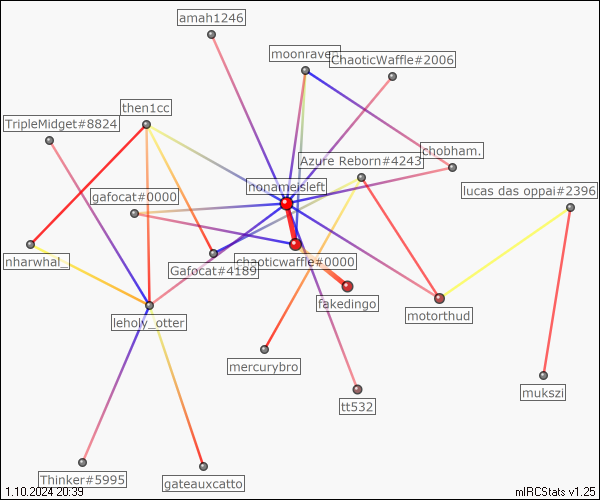 amah1246
moonraven
ChaoticWaffle#2006
then1cc
TripleMidget#8824
chobham.
Azure Reborn#4243
nonameisleft
lucas das oppai#2396
gafocat#0000
nharwhal_
Gafocat#4189
chaoticwaffle#0000
fakedingo
leholy_otter
motorthud
mercurybro
mukszi
tt532
Thinker#5995
gateauxcatto
1.10.2024 20:39
mIRCStats v1.25